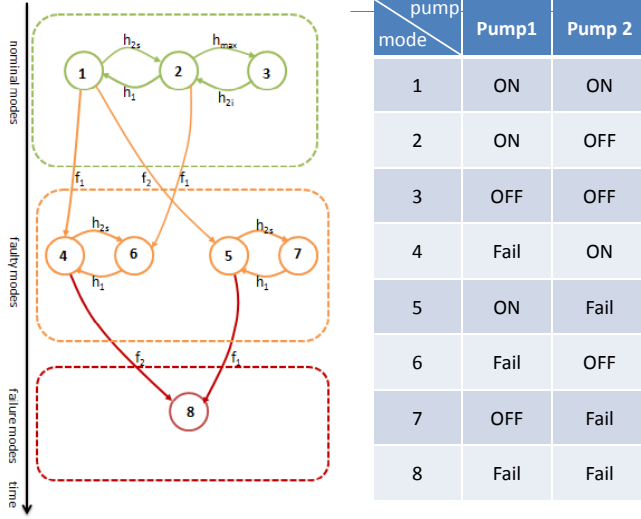 nominal modes
faulty modes
failure modes
time
h2s
hmax
1
2
3
h1
h2i
f1
f2
f1
h2s
h2s
4
6
5
7
h1
h1
f2
f1
8
pump
mode
Pump1
Pump 2
1 ON ON
2 ON OFF
3 OFF OFF
4 Fail ON
5 ON Fail
6 Fail OFF
7 OFF Fail
8 Fail Fail